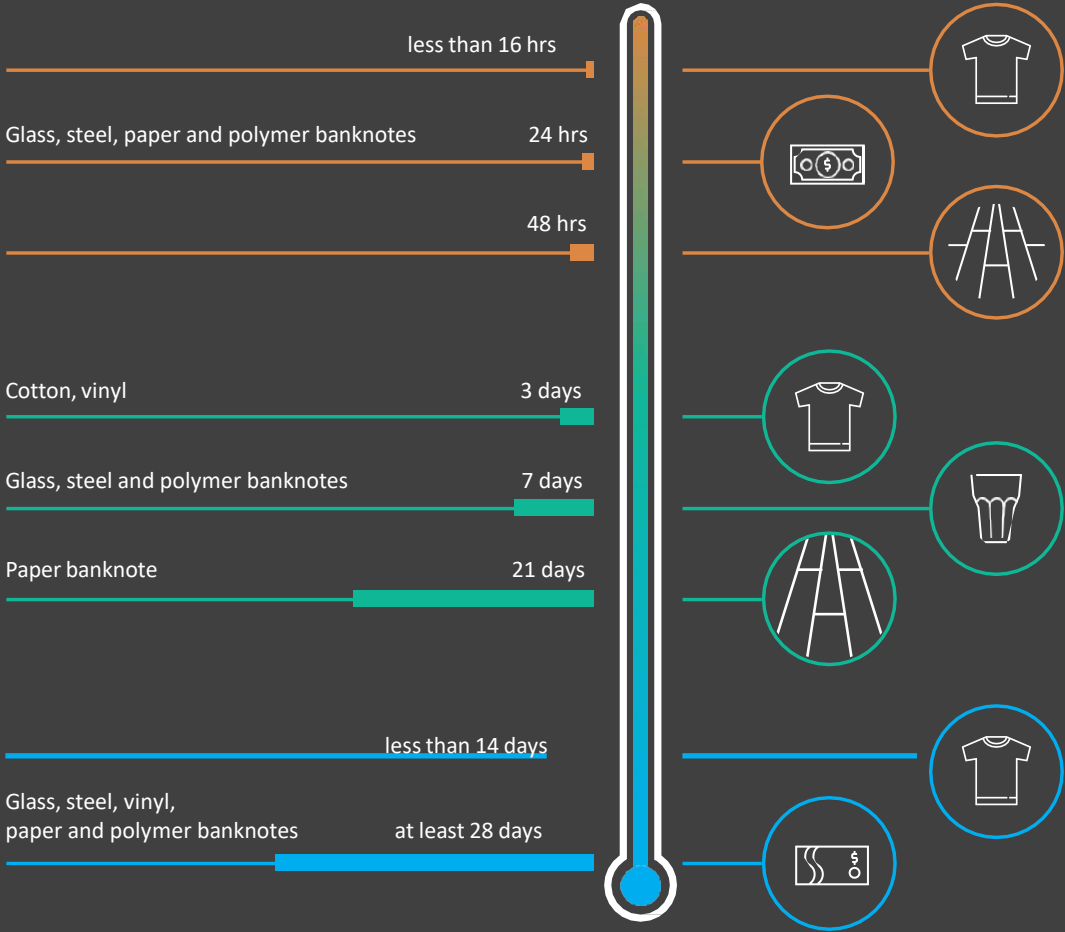 less than 16 hrs
Glass, steel, paper and polymer banknotes 24 hrs
48 hrs
Cotton, vinyl 3 days
Glass, steel and polymer banknotes 7 days
Paper banknote 21 days
less than 14 days
Glass, steel, vinyl,
paper and polymer banknotes at least 28 days
$
$